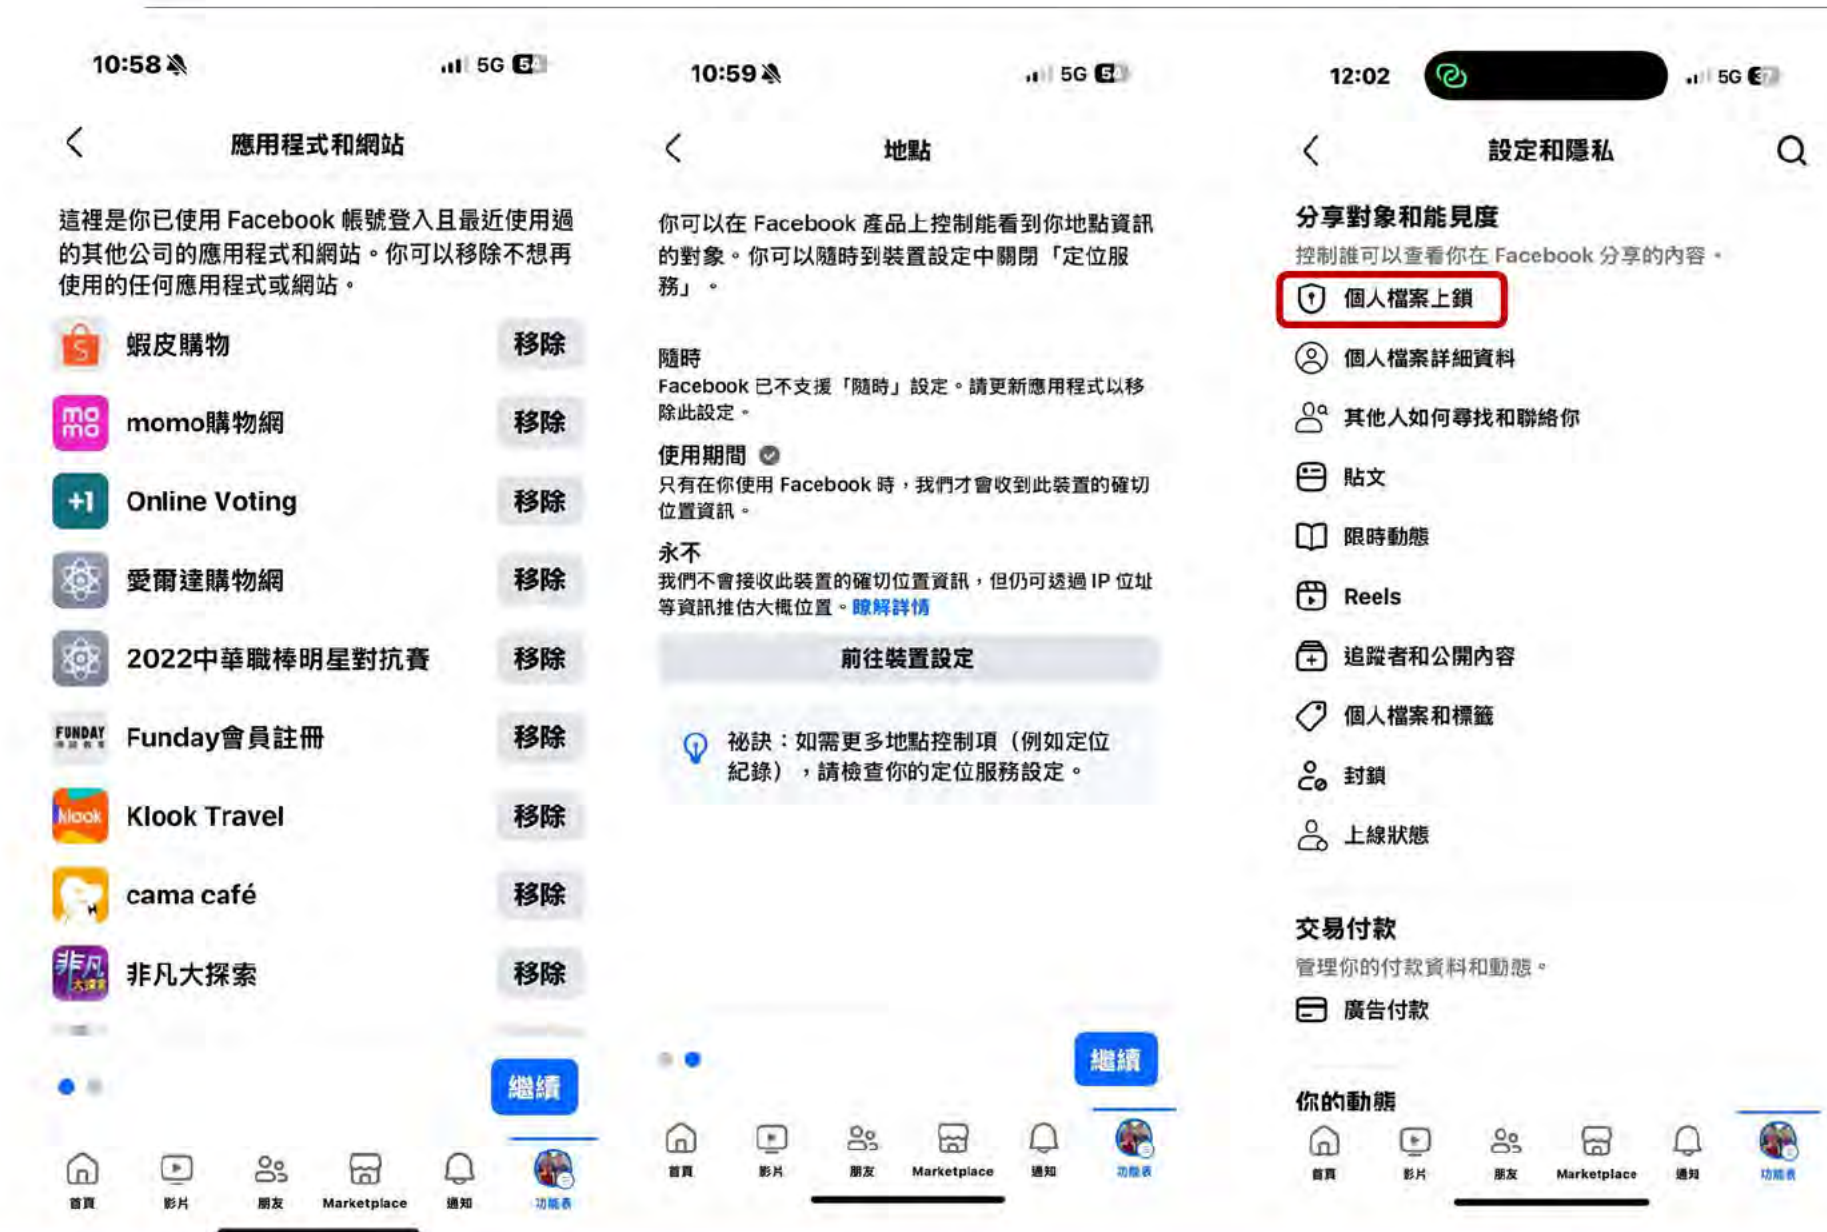 10:58
5G
應用程式和網站
這裡是你已使用 Facebook 帳號登入且最近使用過
的其他公司的應用程式和網站。你可以移除不想再
使用的任何應用程式或網站。
蝦皮購物 移除
momo購物網 移除
+1 Online Voting 移除
愛爾達購物網 移除
2022中華職棒明星對抗賽 移除
FUNDAY Funday會員註冊 移除
klook Klook Travel 移除
cama café 移除
非凡大探索 非凡大探索 移除
繼續
首頁 影片 朋友 Marketplace 通知 功能表
10:59
5G
地點
你可以在 Facebook 產品上控制能看到你地點資訊
的對象。你可以隨時到裝置設定中關閉「定位服
務」。
隨時
Facebook 已不支援「隨時」設定。請更新應用程式以移
除此設定。
使用期間
只有在你使用 Facebook 時，我們才會收到此裝置的確切
位置資訊。
永不
我們不會接收此裝置的確切位置資訊，但仍可透過 IP 位址
等資訊推估大概位置。瞭解詳情
前往裝置設定
祕訣：如需更多地點控制項（例如定位
紀錄），請檢查你的定位服務設定。
繼續
首頁 影片 朋友 Marketplace 通知 功能表
12:02
5G
設定和隱私
分享對象和能見度
控制誰可以查看你在 Facebook 分享的內容。
個人檔案上鎖
個人檔案詳細資料
其他人如何尋找和聯絡你
貼文
限時動態
Reels
追蹤者和公開內容
個人檔案和標籤
封鎖
上線狀態
交易付款
管理你的付款資料和動態。
廣告付款
你的動態
首頁 影片 朋友 Marketplace 通知 功能表